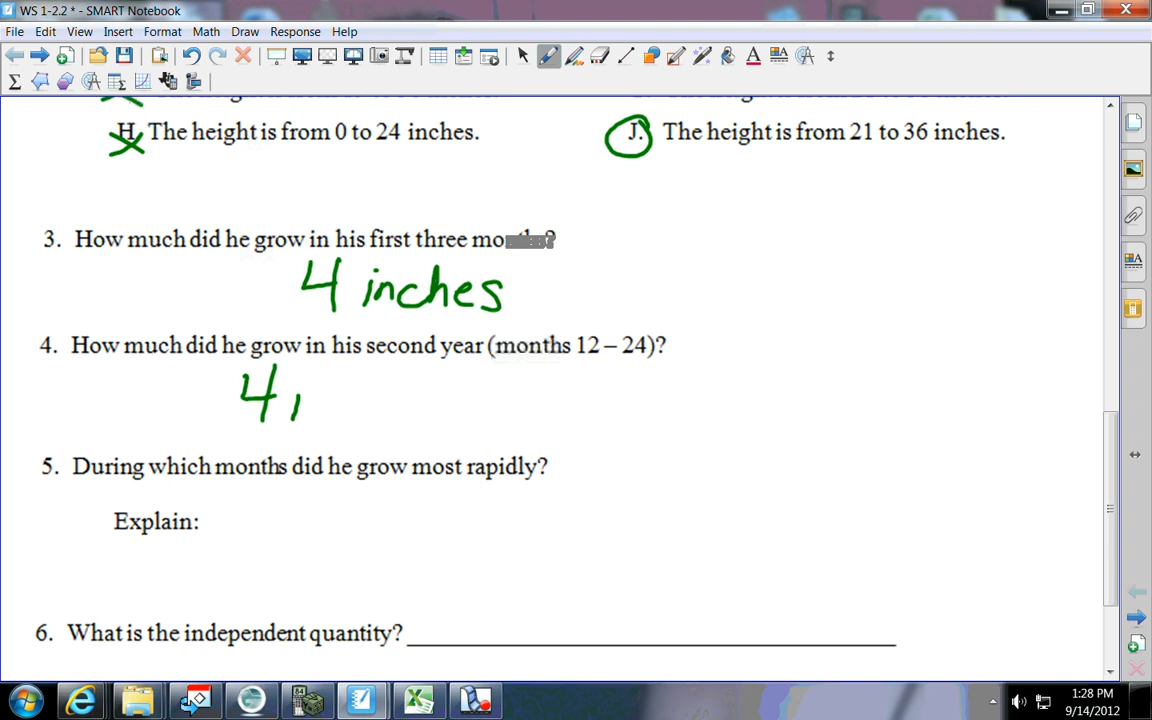 WS 1-2.2 * - SMART Notebook
File Edit View Insert Format Math Draw Response Help
H. The height is from 0 to 24 inches.
J. The height is from 21 to 36 inches.
3. How much did he grow in his first three months?
4 inches
4. How much did he grow in his second year (months 12 – 24)?
4 1
5. During which months did he grow most rapidly?
Explain:
6. What is the independent quantity?
1:28 PM
9/14/2012